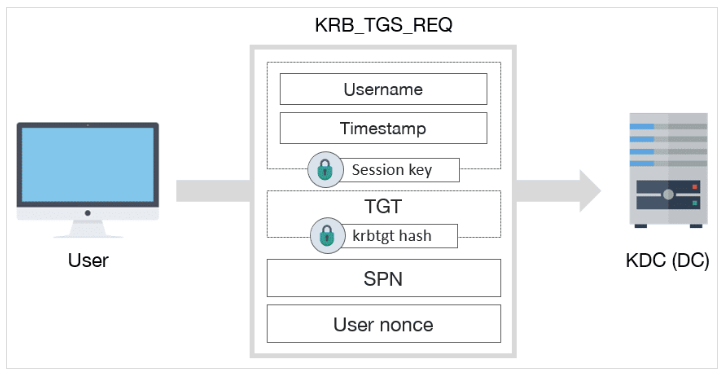 KRB_TGS_REQ
Username
Timestamp
Session key
TGT
krbtgt hash
SPN
User nonce
User
KDC (DC)